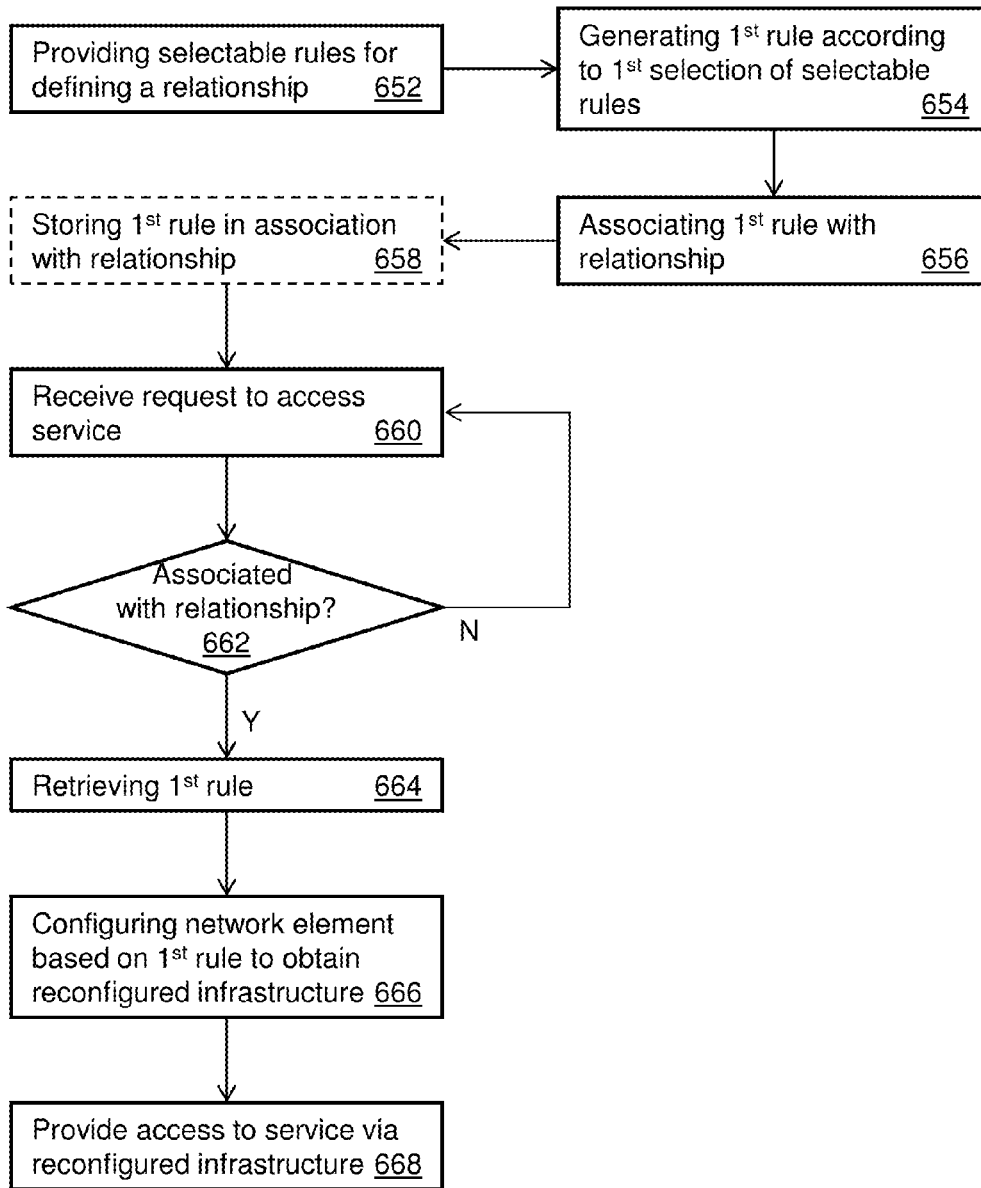 Providing selectable rules for
defining a relationship 652
Generating 1st rule according
to 1st selection of selectable
rules 654
Storing 1st rule in association
with relationship 658
Associating 1st rule with
relationship 656
Receive request to access
service 660
Associated
with relationship?
662
N
Y
Retrieving 1st rule 664
Configuring network element
based on 1st rule to obtain
reconfigured infrastructure 666
Provide access to service via
reconfigured infrastructure 668